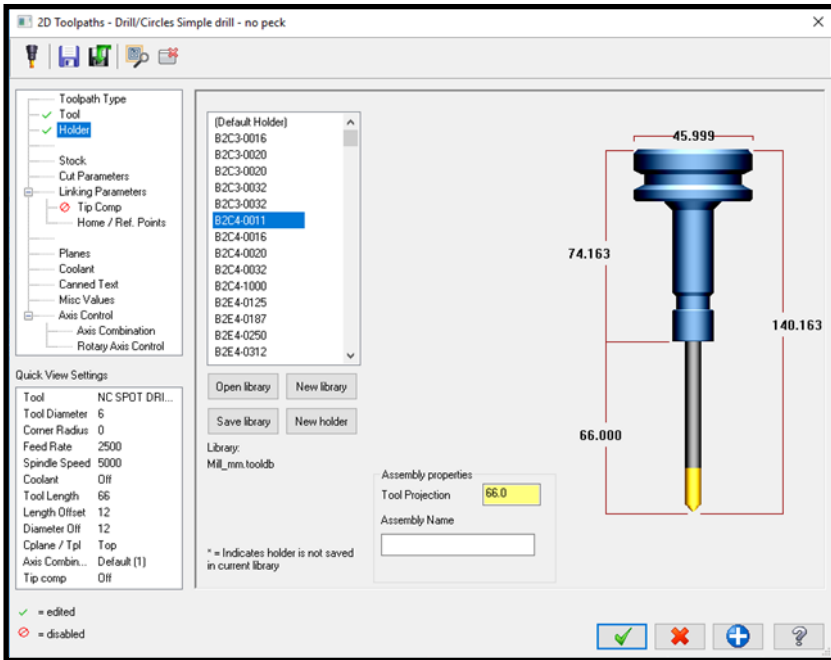 2D Toolpaths - Drill/Circles Simple drill - no peck
Toolpath Type
Tool
Holder
Stock
Cut Parameters
Linking Parameters
Tip Comp
Home / Ref. Points
Planes
Coolant
Canned Text
Misc Values
Axis Control
Axis Combination
Rotary Axis Control
Quick View Settings
Tool NC SPOT DRI...
Tool Diameter 6
Corner Radius 0
Feed Rate 2500
Spindle Speed 5000
Coolant Off
Tool Length 66
Length Offset 12
Diameter Off 12
Cplane / Tpl Top
Axis Combin... Default (1)
Tip comp Off
= edited
= disabled
(Default Holder)
B2C3-0016
B2C3-0020
B2C3-0020
B2C3-0032
B2C3-0032
B2C4-0011
B2C4-0016
B2C4-0020
B2C4-0032
B2C4-1000
B2E4-0125
B2E4-0187
B2E4-0250
B2E4-0312
Open library New library
Save library New holder
Library:
Mill_mm.tooldb
* = Indicates holder is not saved
in current library
Assembly properties
Tool Projection 66.0
Assembly Name
45.999
74.163
140.163
66.000